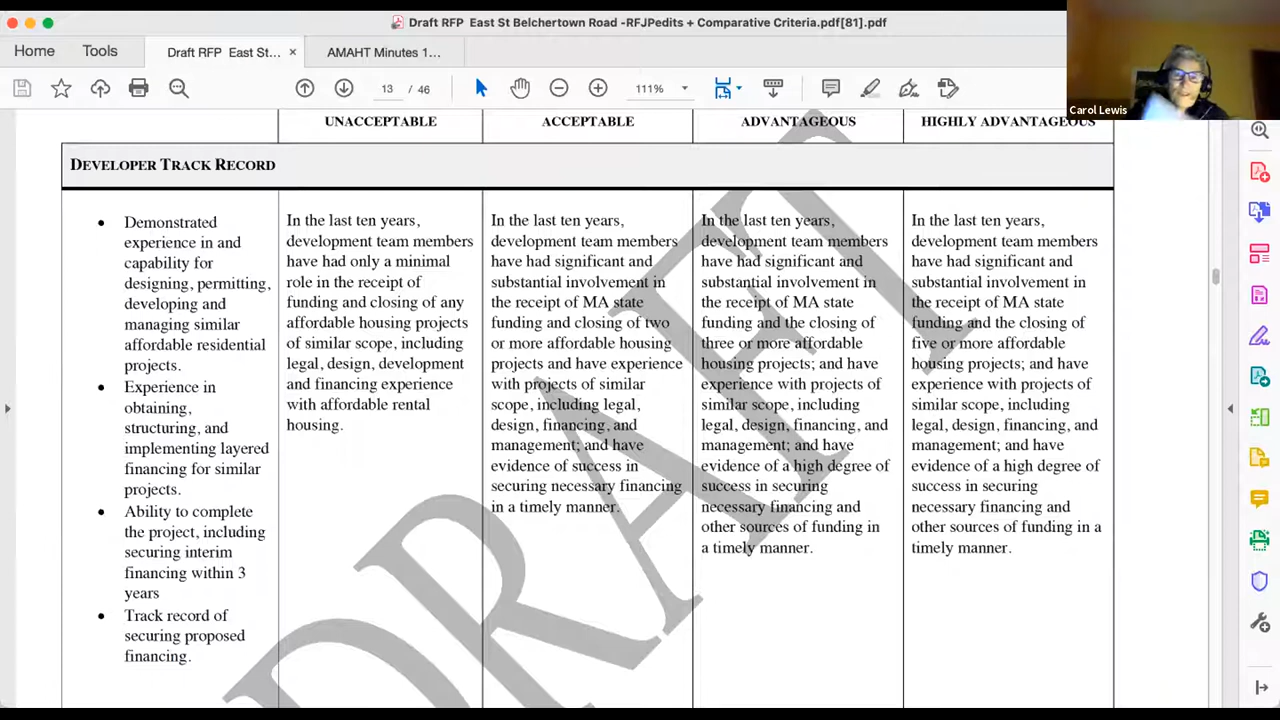 Draft RFP East St Belchertown Road -RFJPedits + Comparative Criteria.pdf[81].pdf
Home
Tools
Draft RFP East St...
×
AMAHT Minutes 1...
13 / 46
111%
Carol Lewis
UNACCEPTABLE
ACCEPTABLE
ADVANTAGEOUS
HIGHLY ADVANTAGEOUS
DEVELOPER TRACK RECORD
• Demonstrated
experience in and
capability for
designing, permitting,
developing and
managing similar
affordable residential
projects.
• Experience in
obtaining,
structuring, and
implementing layered
financing for similar
projects.
• Ability to complete
the project, including
securing interim
financing within 3
years
• Track record of
securing proposed
financing.
In the last ten years,
development team members
have had only a minimal
role in the receipt of
funding and closing of any
affordable housing projects
of similar scope, including
legal, design, development
and financing experience
with affordable rental
housing.
In the last ten years,
development team members
have had significant and
substantial involvement in
the receipt of MA state
funding and closing of two
or more affordable housing
projects and have experience
with projects of similar
scope, including legal,
design, financing, and
management; and have
evidence of success in
securing necessary financing
in a timely manner.
In the last ten years,
development team members
have had significant and
substantial involvement in
the receipt of MA state
funding and the closing of
three or more affordable
housing projects; and have
experience with projects of
similar scope, including
legal, design, financing, and
management; and have
evidence of a high degree of
success in securing
necessary financing and
other sources of funding in
a timely manner.
In the last ten years,
development team members
have had significant and
substantial involvement in
the receipt of MA state
funding and the closing of
five or more affordable
housing projects; and have
experience with projects of
similar scope, including
legal, design, financing, and
management; and have
evidence of a high degree of
success in securing
necessary financing and
other sources of funding in a
timely manner.
DRAFT